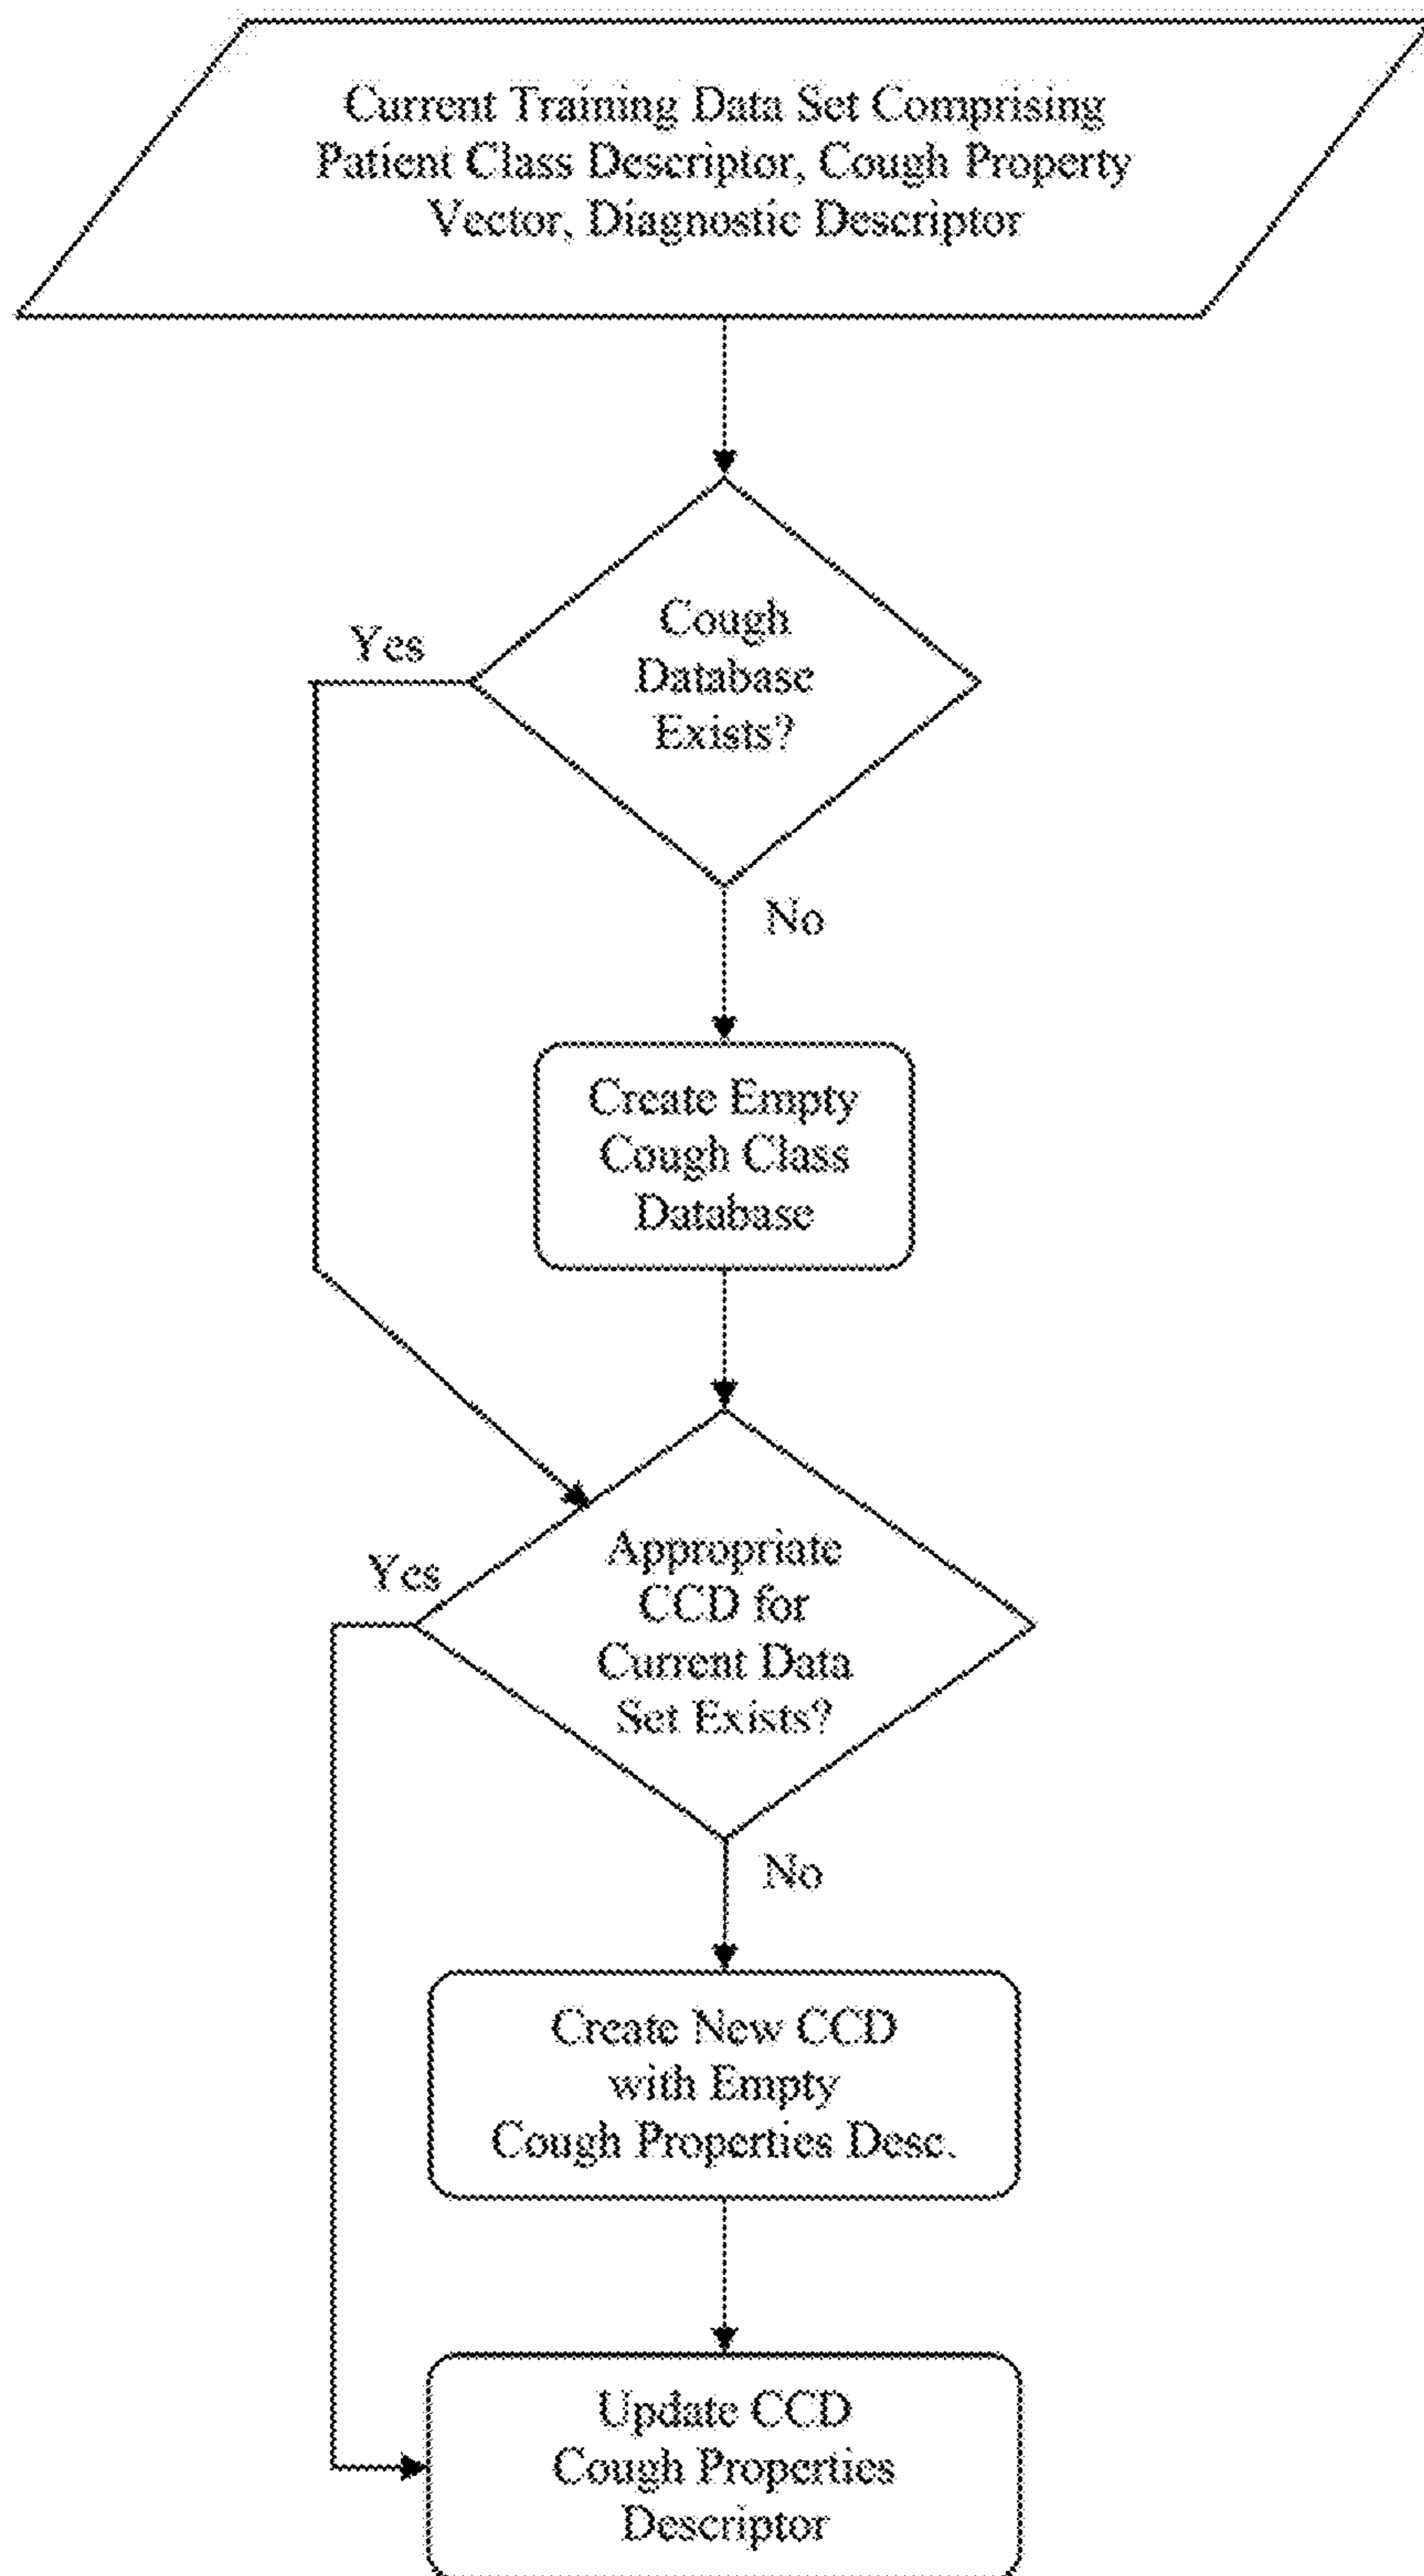 Current Training Data Set Comprising
Patient Class Descriptor, Cough Property
Vector, Diagnostic Descriptor
Cough
Database
Exists?
Yes
No
Create Empty
Cough Class
Database
Appropriate
CCD for
Current Data
Set Exists?
Yes
No
Create New CCD
with Empty
Cough Properties Desc.
Update CCD
Cough Properties
Descriptor